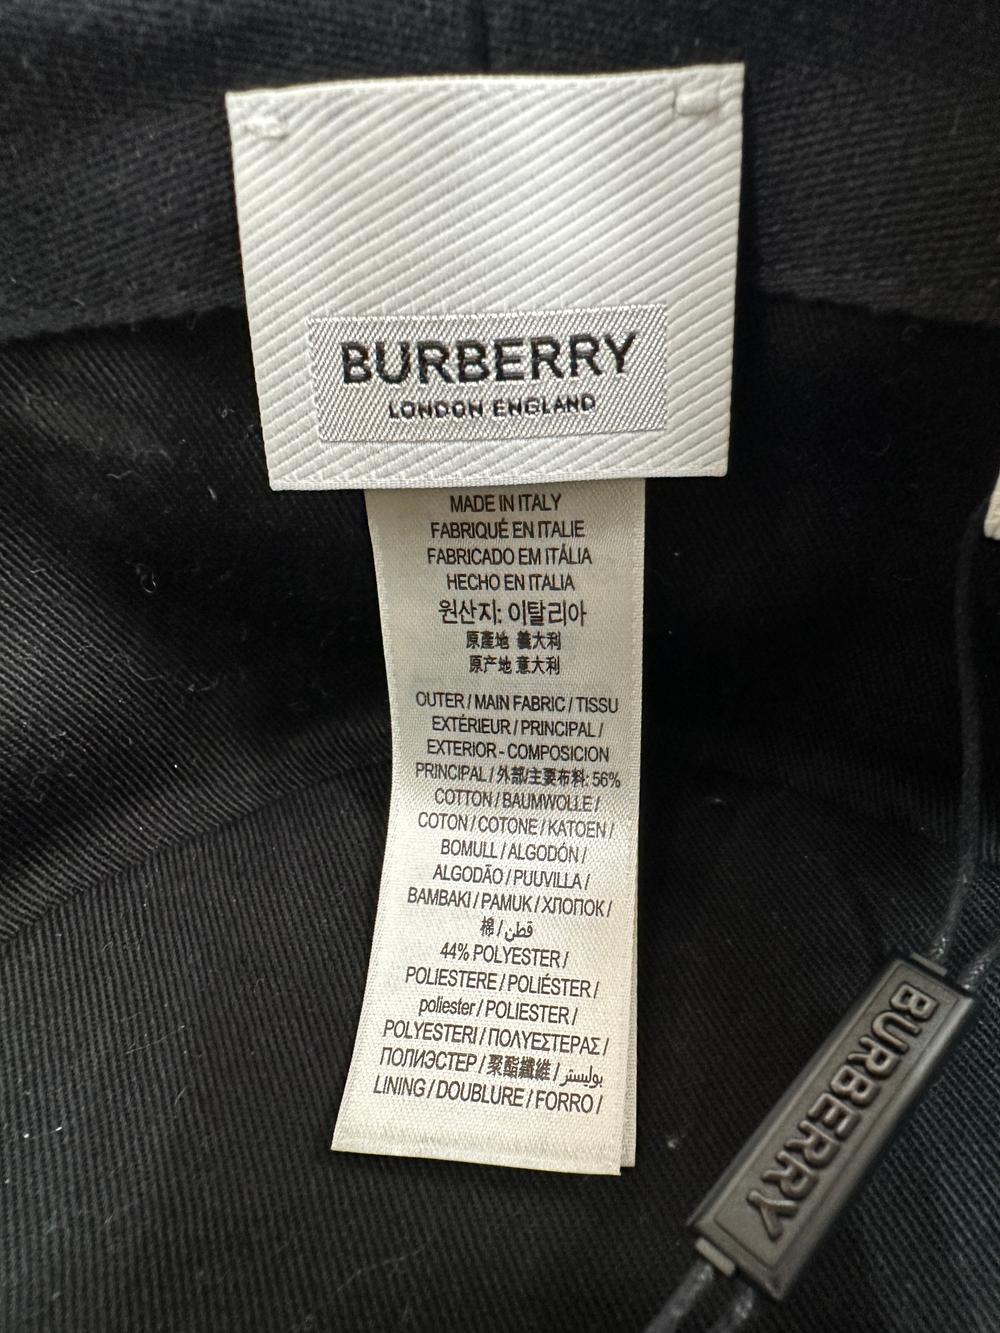 BURBERRY
LONDON ENGLAND
MADE IN ITALY
FABRIQUÉ EN ITALIE
FABRICADO EM ITÁLIA
HECHO EN ITALIA
원산지: 이탈리아
原產地 義大利
原产地 意大利
OUTER / MAIN FABRIC / TISSU
EXTÉRIEUR / PRINCIPAL /
EXTERIOR - COMPOSICION
PRINCIPAL / 外部/主要布料: 56%
COTTON / BAUMWOLLE /
COTON / COTONE / KATOEN /
BOMULL / ALGODÓN /
ALGODÃO / PUUVILLA /
BAMBAKI / PAMUK / ХЛОПОК /
棉 / قطن
44% POLYESTER /
POLIESTERE / POLIÉSTER /
poliester / POLIESTER /
POLYESTERI / ΠΟΛΥΕΣΤΕΡΑΣ /
ПОЛИЭСТЕР / 聚酯纖維 / بوليستر
LINING / DOUBLURE / FORRO /
BURBERRY